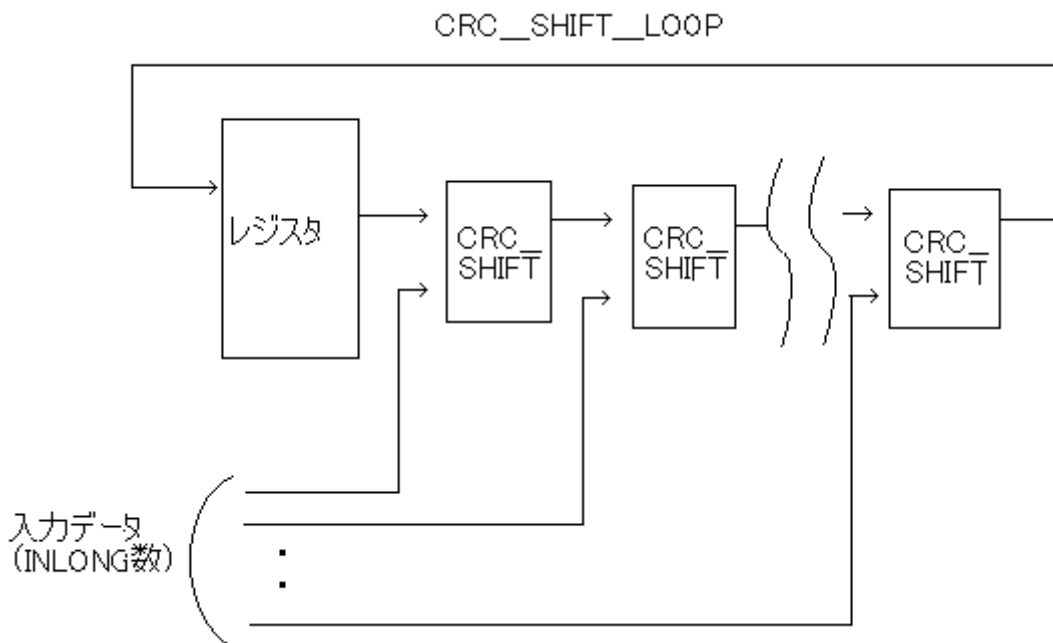 CRC__SHIFT__LOOP
レジスタ
CRC_
SHIFT
CRC_
SHIFT
CRC_
SHIFT
入力データ
(INLONG数)